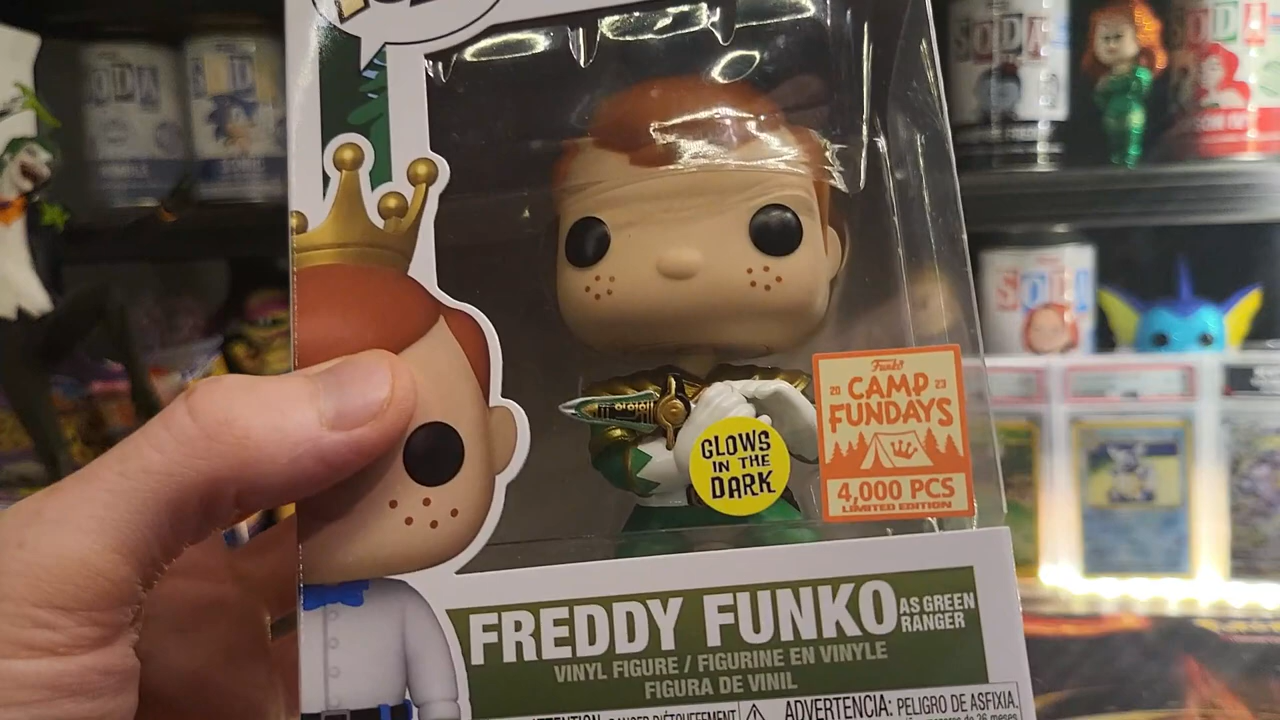 SODA
SODA
SODA
SODA
GLOWS
IN THE
DARK
Funko
20 CAMP 23
FUNDAYS
4,000 PCS
LIMITED EDITION
FREDDY FUNKO AS GREEN
RANGER
VINYL FIGURE / FIGURINE EN VINYLE
FIGURA DE VINIL
ADVERTENCIA: PELIGRO DE ASFIXIA.